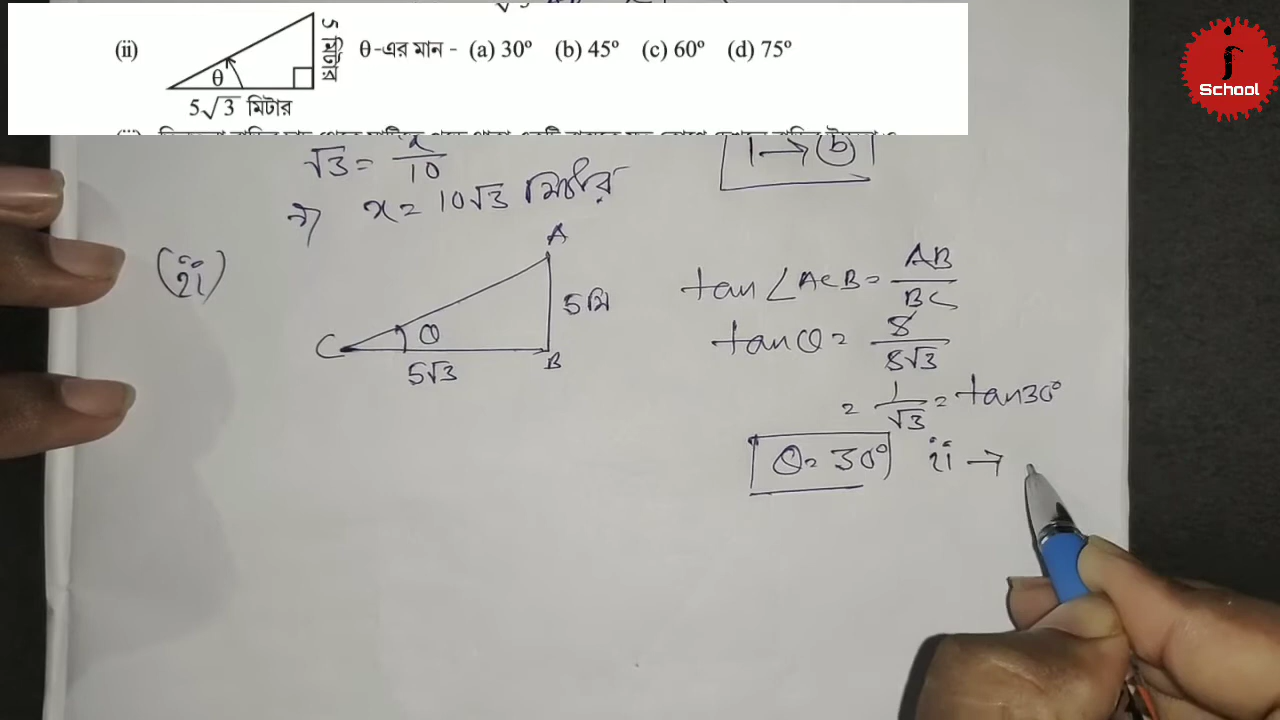 (ii) θ-এর মান - (a) 30° (b) 45° (c) 60° (d) 75°
5 মিটার
θ
5√3 মিটার
i School
√3 = x/10
1 → (b)
⇒ x = 10√3 মিটার
(ii)
A
5 মি
θ
C
5√3
B
tan∠ACB = AB/BC
tanθ = 5/5√3
= 1/√3 = tan30°
θ = 30° ii →